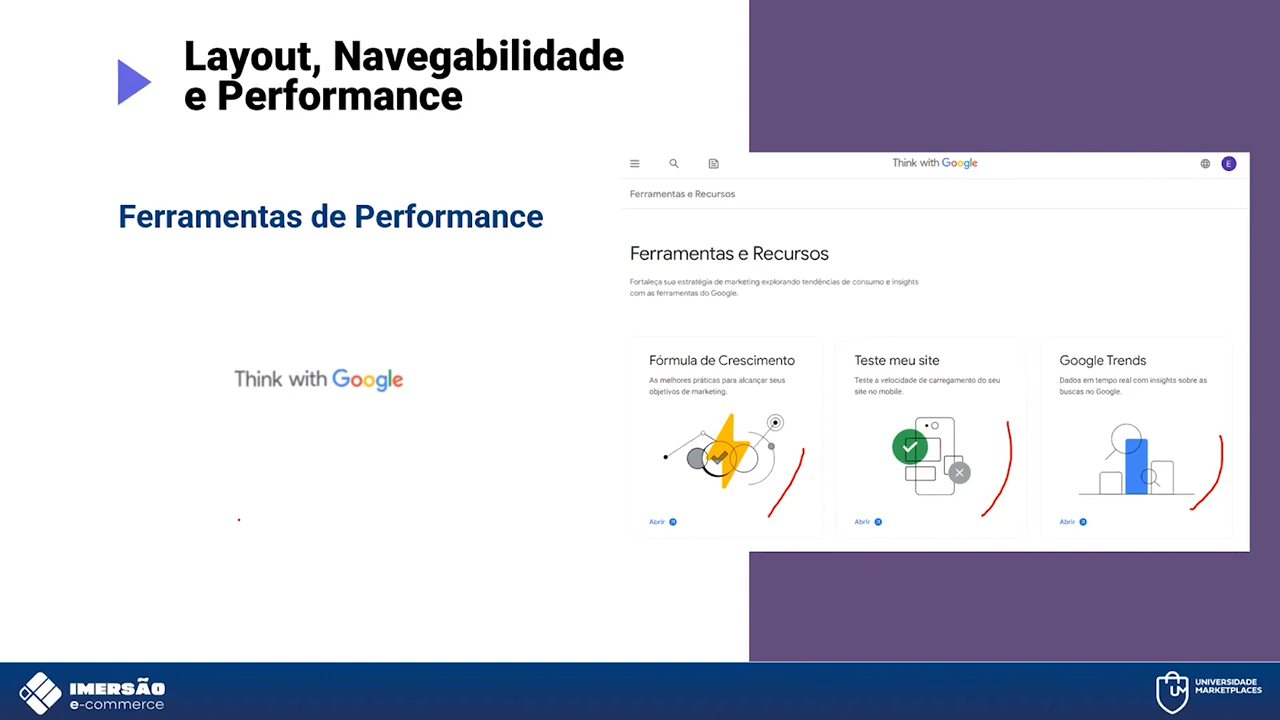 Layout, Navegabilidade
e Performance
Ferramentas de Performance
Think with Google
Think with Google
E
Ferramentas e Recursos
Ferramentas e Recursos
Fortaleça sua estratégia de marketing explorando tendências de consumo e insights
com as ferramentas do Google.
Fórmula de Crescimento
As melhores práticas para alcançar seus
objetivos de marketing.
Abrir
Teste meu site
Teste a velocidade de carregamento do seu
site no mobile.
Abrir
Google Trends
Dados em tempo real com insights sobre as
buscas no Google.
Abrir
IMERSÃO
e-commerce
UM
UNIVERSIDADE
MARKETPLACES